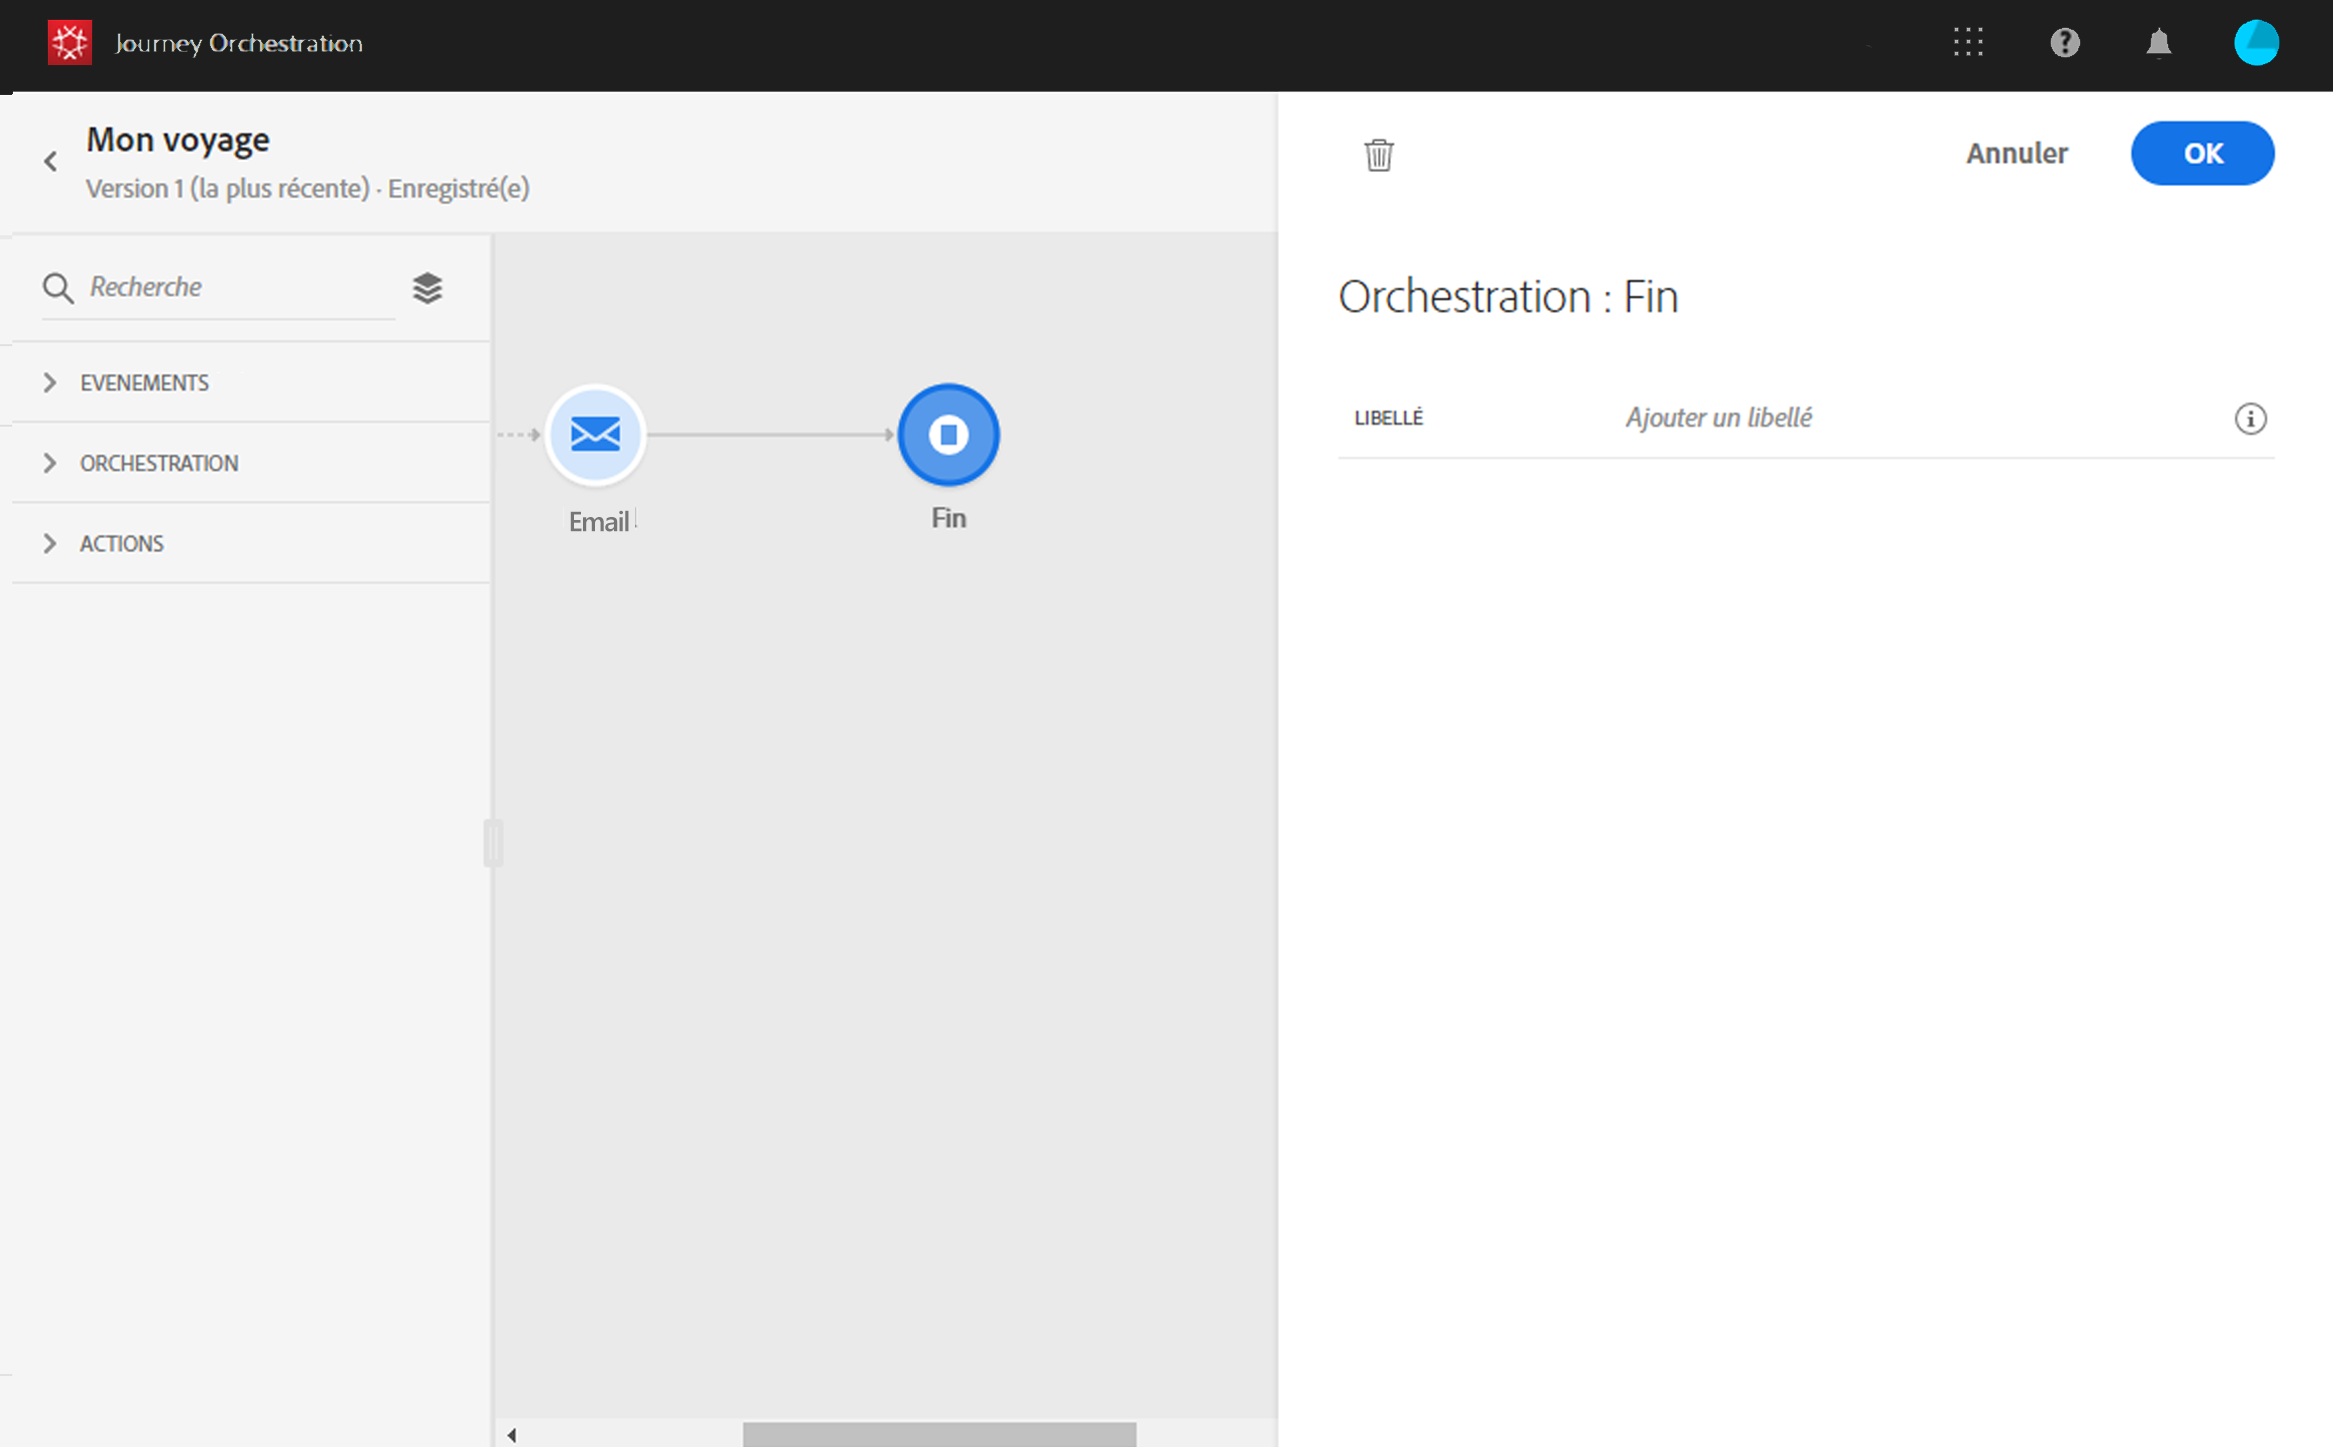 Journey Orchestration
Mon voyage
Version 1 (la plus récente) · Enregistré(e)
Annuler
OK
Recherche
EVENEMENTS
ORCHESTRATION
ACTIONS
Email
Fin
Orchestration : Fin
LIBELLÉ
Ajouter un libellé